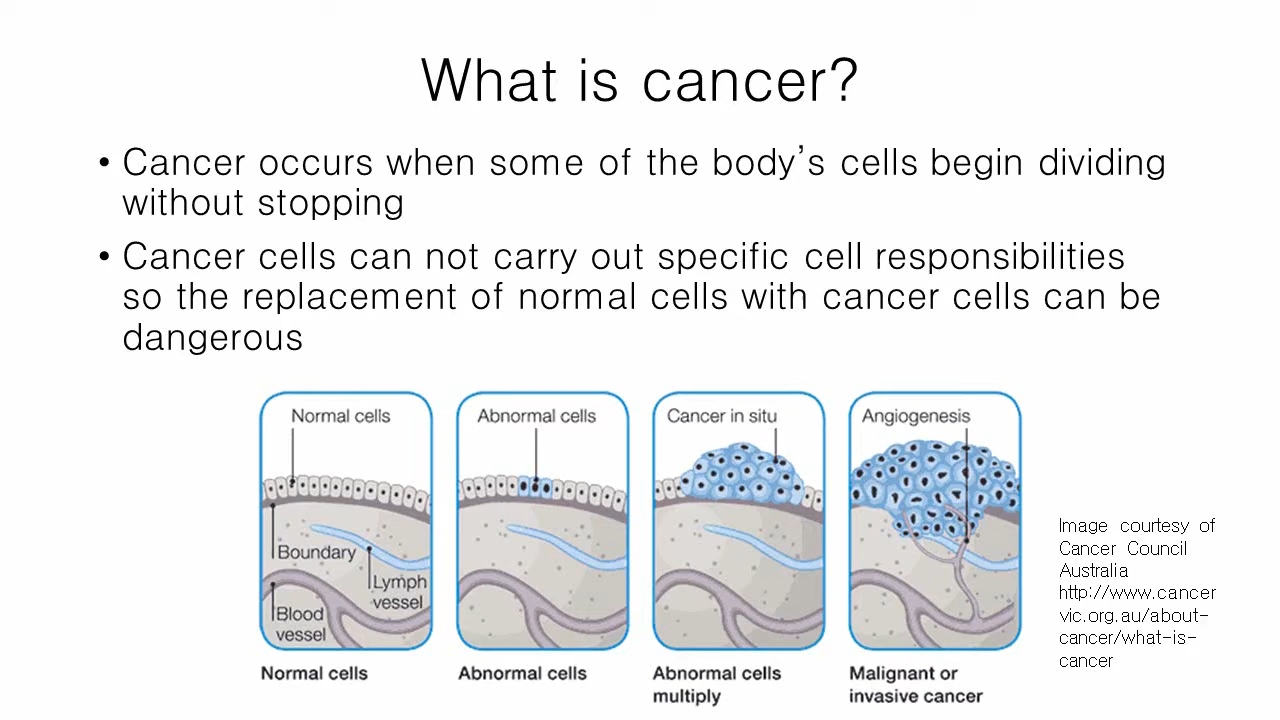 What is cancer?
• Cancer occurs when some of the body's cells begin dividing
without stopping
• Cancer cells can not carry out specific cell responsibilities
so the replacement of normal cells with cancer cells can be
dangerous
Normal cells
Boundary
Lymph
vessel
Blood
vessel
Normal cells
Abnormal cells
Abnormal cells
Cancer in situ
Abnormal cells
multiply
Angiogenesis
Malignant or
invasive cancer
Image courtesy of
Cancer Council
Australia
http://www.cancer
vic.org.au/about-
cancer/what-is-
cancer